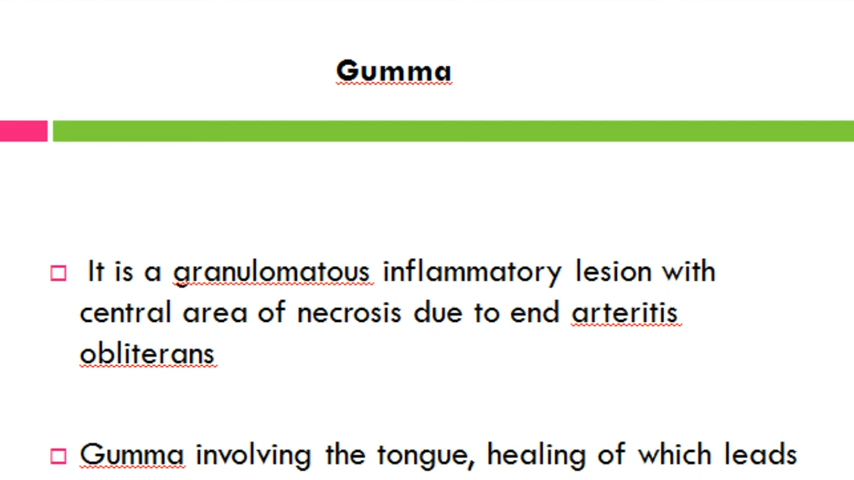 Gumma
It is a granulomatous inflammatory lesion with
central area of necrosis due to end arteritis
obliterans
Gumma involving the tongue, healing of which leads